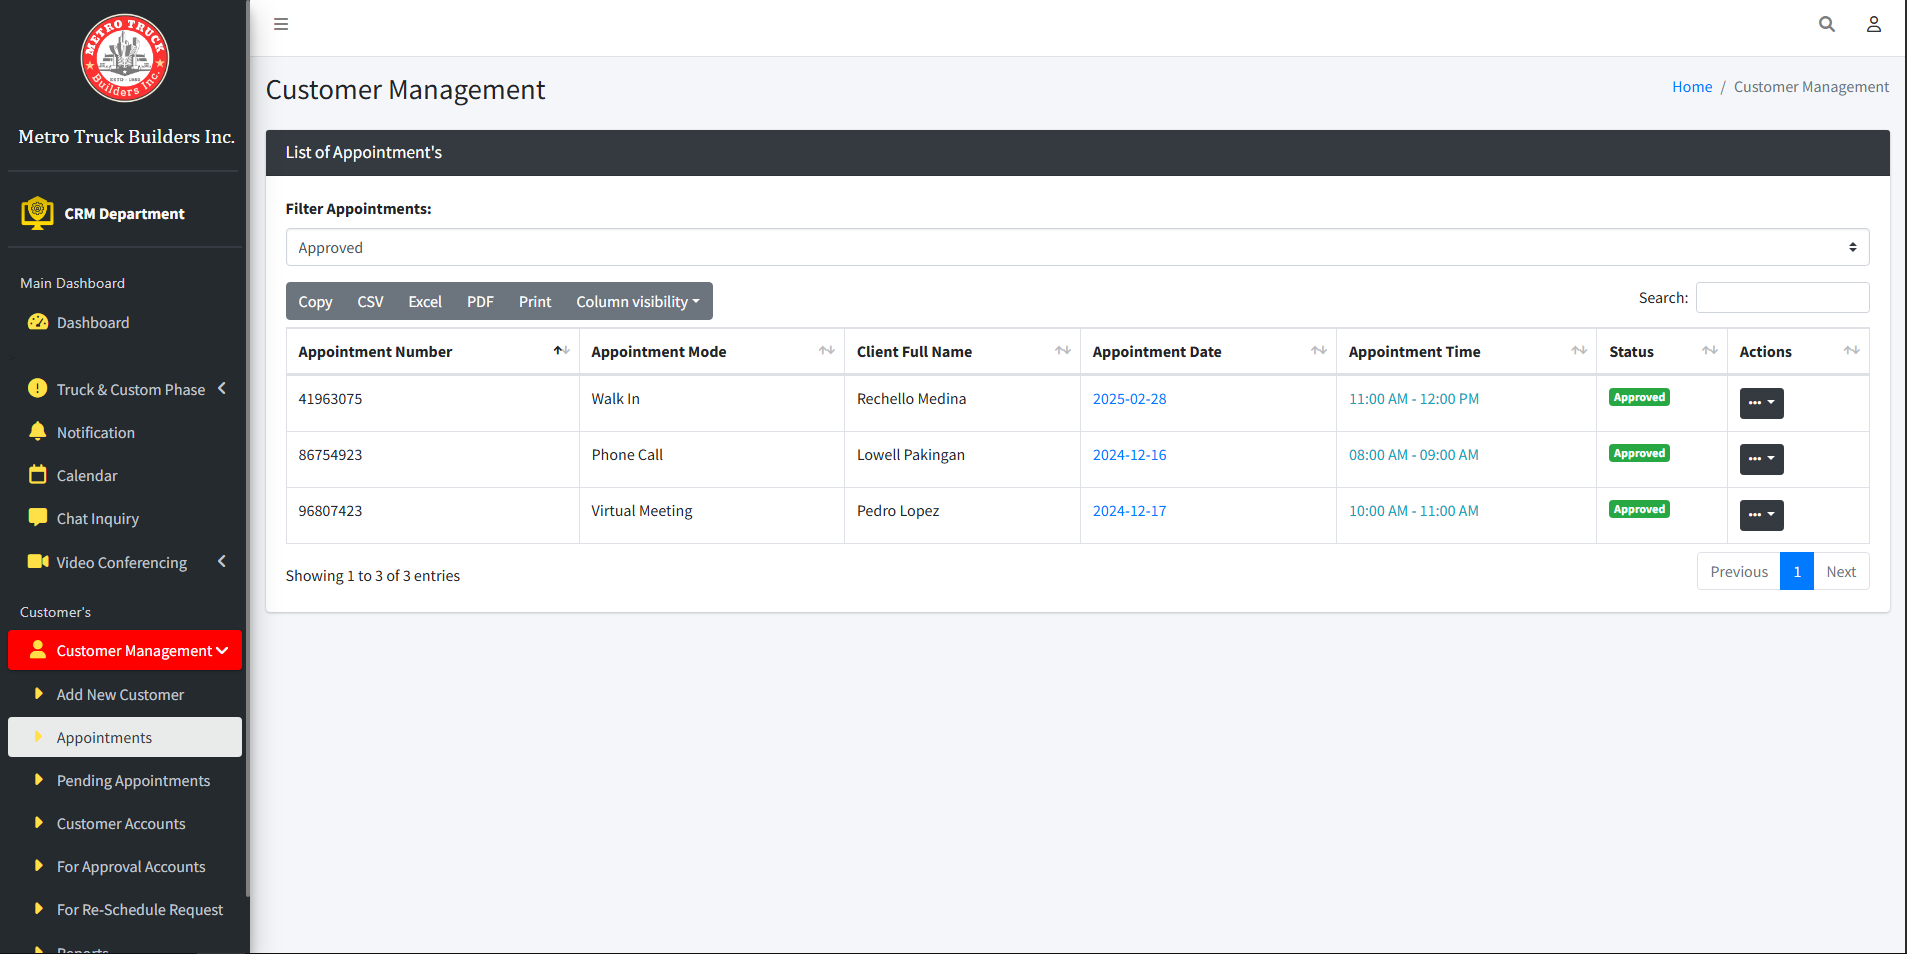 METRO TRUCK
ESTD - 1983
Builders Inc.
Metro Truck Builders Inc.
CRM Department
Main Dashboard
Dashboard
Truck & Custom Phase
Notification
Calendar
Chat Inquiry
Video Conferencing
Customer's
Customer Management
Add New Customer
Appointments
Pending Appointments
Customer Accounts
For Approval Accounts
For Re-Schedule Request
Reports
Customer Management
Home / Customer Management
List of Appointment's
Filter Appointments:
Approved
Copy CSV Excel PDF Print Column visibility
Search:
Appointment Number Appointment Mode Client Full Name Appointment Date Appointment Time Status Actions
41963075 Walk In Rechello Medina 2025-02-28 11:00 AM - 12:00 PM Approved
86754923 Phone Call Lowell Pakingan 2024-12-16 08:00 AM - 09:00 AM Approved
96807423 Virtual Meeting Pedro Lopez 2024-12-17 10:00 AM - 11:00 AM Approved
Showing 1 to 3 of 3 entries
Previous 1 Next